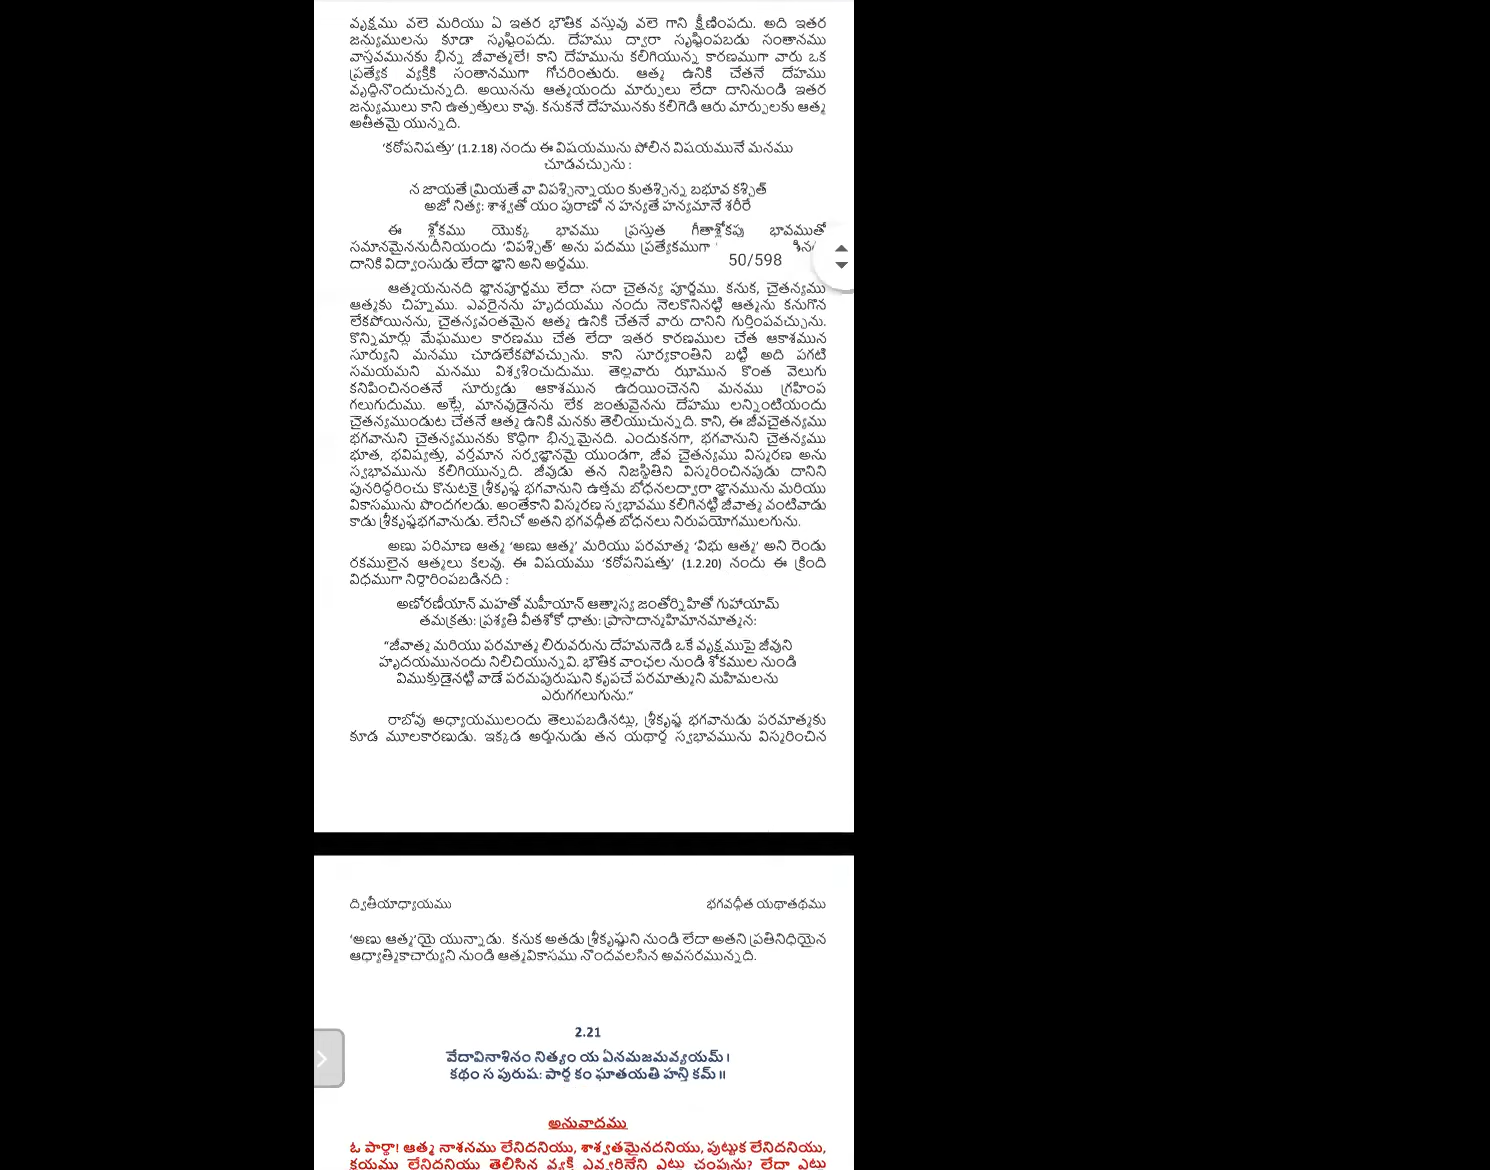 వృక్షము వలె మరియు ఏ ఇతర భౌతిక వస్తువు వలె గాని క్షీణింపదు. అది ఇతర
జన్యుములను కూడా సృష్టింపదు. దేహము ద్వారా సృష్టింపబడు సంతానము
వాస్తవమునకు భిన్న జీవాత్మలే! కాని దేహమును కలిగియున్న కారణముగా వారు ఒక
ప్రత్యేక వ్యక్తికి సంతానముగా గోచరింతురు. ఆత్మ ఉనికి చేతనే దేహము
వృద్ధినొందుచున్నది. అయినను ఆత్మయందు మార్పులు లేదా దానినుండి ఇతర
జన్యుములు కాని ఉత్పత్తులు కావు. కనుకనే దేహమునకు కలిగెడి ఆరు మార్పులకు ఆత్మ
అతీతమై యున్నది.
‘కఠోపనిషత్తు’ (1.2.18) నందు ఈ విషయమును పోలిన విషయమునే మనము
చూడవచ్చును :
న జాయతే మ్రియతే వా విపశ్చిన్నాయం కుతశ్చిన్న బభూవ కశ్చిత్
అజో నిత్య: శాశ్వతో యం పురాణో న హన్యతే హన్యమానే శరీరే
ఈ శ్లోకము యొక్క భావము ప్రస్తుత గీతాశ్లోకపు భావముతో
సమానమైననుదీనియందు ‘విపశ్చిత్’ అను పదము ప్రత్యేకముగా
దానికి విద్వాంసుడు లేదా జ్ఞాని అని అర్థము.
50/598
ఆత్మయనునది జ్ఞానపూర్ణము లేదా సదా చైతన్య పూర్ణము. కనుక, చైతన్యము
ఆత్మకు చిహ్నము. ఎవరైనను హృదయము నందు నెలకొనినట్టి ఆత్మను కనుగొన
లేకపోయినను, చైతన్యవంతమైన ఆత్మ ఉనికి చేతనే వారు దానిని గుర్తింపవచ్చును.
కొన్నిమార్లు మేఘముల కారణము చేత లేదా ఇతర కారణముల చేత ఆకాశమున
సూర్యుని మనము చూడలేకపోవచ్చును. కాని సూర్యకాంతిని బట్టి అది పగటి
సమయమని మనము విశ్వశించుదుము. తెల్లవారు ఝామున కొంత వెలుగు
కనిపించినంతనే సూర్యుడు ఆకాశమున ఉదయించెనని మనము గ్రహింప
గలుగుదుము. అట్లే, మానవుడైనను లేక జంతువైనను దేహము లన్నింటియందు
చైతన్యముండుట చేతనే ఆత్మ ఉనికి మనకు తెలియుచున్నది. కాని, ఈ జీవచైతన్యము
భగవానుని చైతన్యమునకు కొద్దిగా భిన్నమైనది. ఎందుకనగా, భగవానుని చైతన్యము
భూత, భవిష్యత్తు, వర్తమాన సర్వజ్ఞానమై యుండగా, జీవ చైతన్యము విస్మరణ అను
స్వభావమును కలిగియున్నది. జీవుడు తన నిజస్థితిని విస్మరించినపుడు దానిని
పునరిద్ధరించు కొనుటకై శ్రీకృష్ణ భగవానుని ఉత్తమ బోధనలద్వారా జ్ఞానమును మరియు
వికాసమును పొందగలడు. అంతేకాని విస్మరణ స్వభావము కలిగినట్టి జీవాత్మ వంటివాడు
కాడు శ్రీకృష్ణభగవానుడు. లేనిచో అతని భగవద్గీత బోధనలు నిరుపయోగములగును.
అణు పరిమాణ ఆత్మ ‘అణు ఆత్మ’ మరియు పరమాత్మ ‘విభు ఆత్మ’ అని రెండు
రకములైన ఆత్మలు కలవు. ఈ విషయము ‘కఠోపనిషత్తు’ (1.2.20) నందు ఈ క్రింది
విధముగా నిర్ధారింపబడినది :
అణోరణీయాన్ మహతో మహీయాన్ ఆత్మాస్య జంతోర్నిహితో గుహాయామ్
తమక్రతు: ప్రశ్యతి వీతశోకో ధాతు: ప్రాసాదాన్మహిమానమాత్మన:
“జీవాత్మ మరియు పరమాత్మ లిరువరును దేహమనెడి ఒకే వృక్షముపై జీవుని
హృదయమునందు నిలిచియున్నవి. భౌతిక వాంఛల నుండి శోకముల నుండి
విముక్తుడైనట్టి వాడే పరమపురుషుని కృపచే పరమాత్ముని మహిమలను
ఎరుగగలుగును.”
రాబోవు అధ్యాయములందు తెలుపబడినట్లు, శ్రీకృష్ణ భగవానుడు పరమాత్మకు
కూడ మూలకారణుడు. ఇక్కడ అర్జునుడు తన యథార్థ స్వభావమును విస్మరించిన
ద్వితీయాధ్యాయము భగవద్గీత యథాతథము
‘అణు ఆత్మ’యై యున్నాడు. కనుక అతడు శ్రీకృష్ణుని నుండి లేదా అతని ప్రతినిధియైన
ఆధ్యాత్మికాచార్యుని నుండి ఆత్మవికాసము నొందవలసిన అవసరమున్నది.
2.21
వేదావినాశినం నిత్యం య ఏనమజమవ్యయమ్ ।
కథం స పురుష: పార్థ కం ఘాతయతి హన్తి కమ్ ॥
అనువాదము
ఓ పార్థా! ఆత్మ నాశనము లేనిదనియు, శాశ్వతమైనదనియు, పుట్టుక లేనిదనియు,
క్షయము లేనిదనియు తెలిసిన వ్యక్తి ఎవ్వరినేని ఎట్లు చంపును? లేదా ఎట్లు